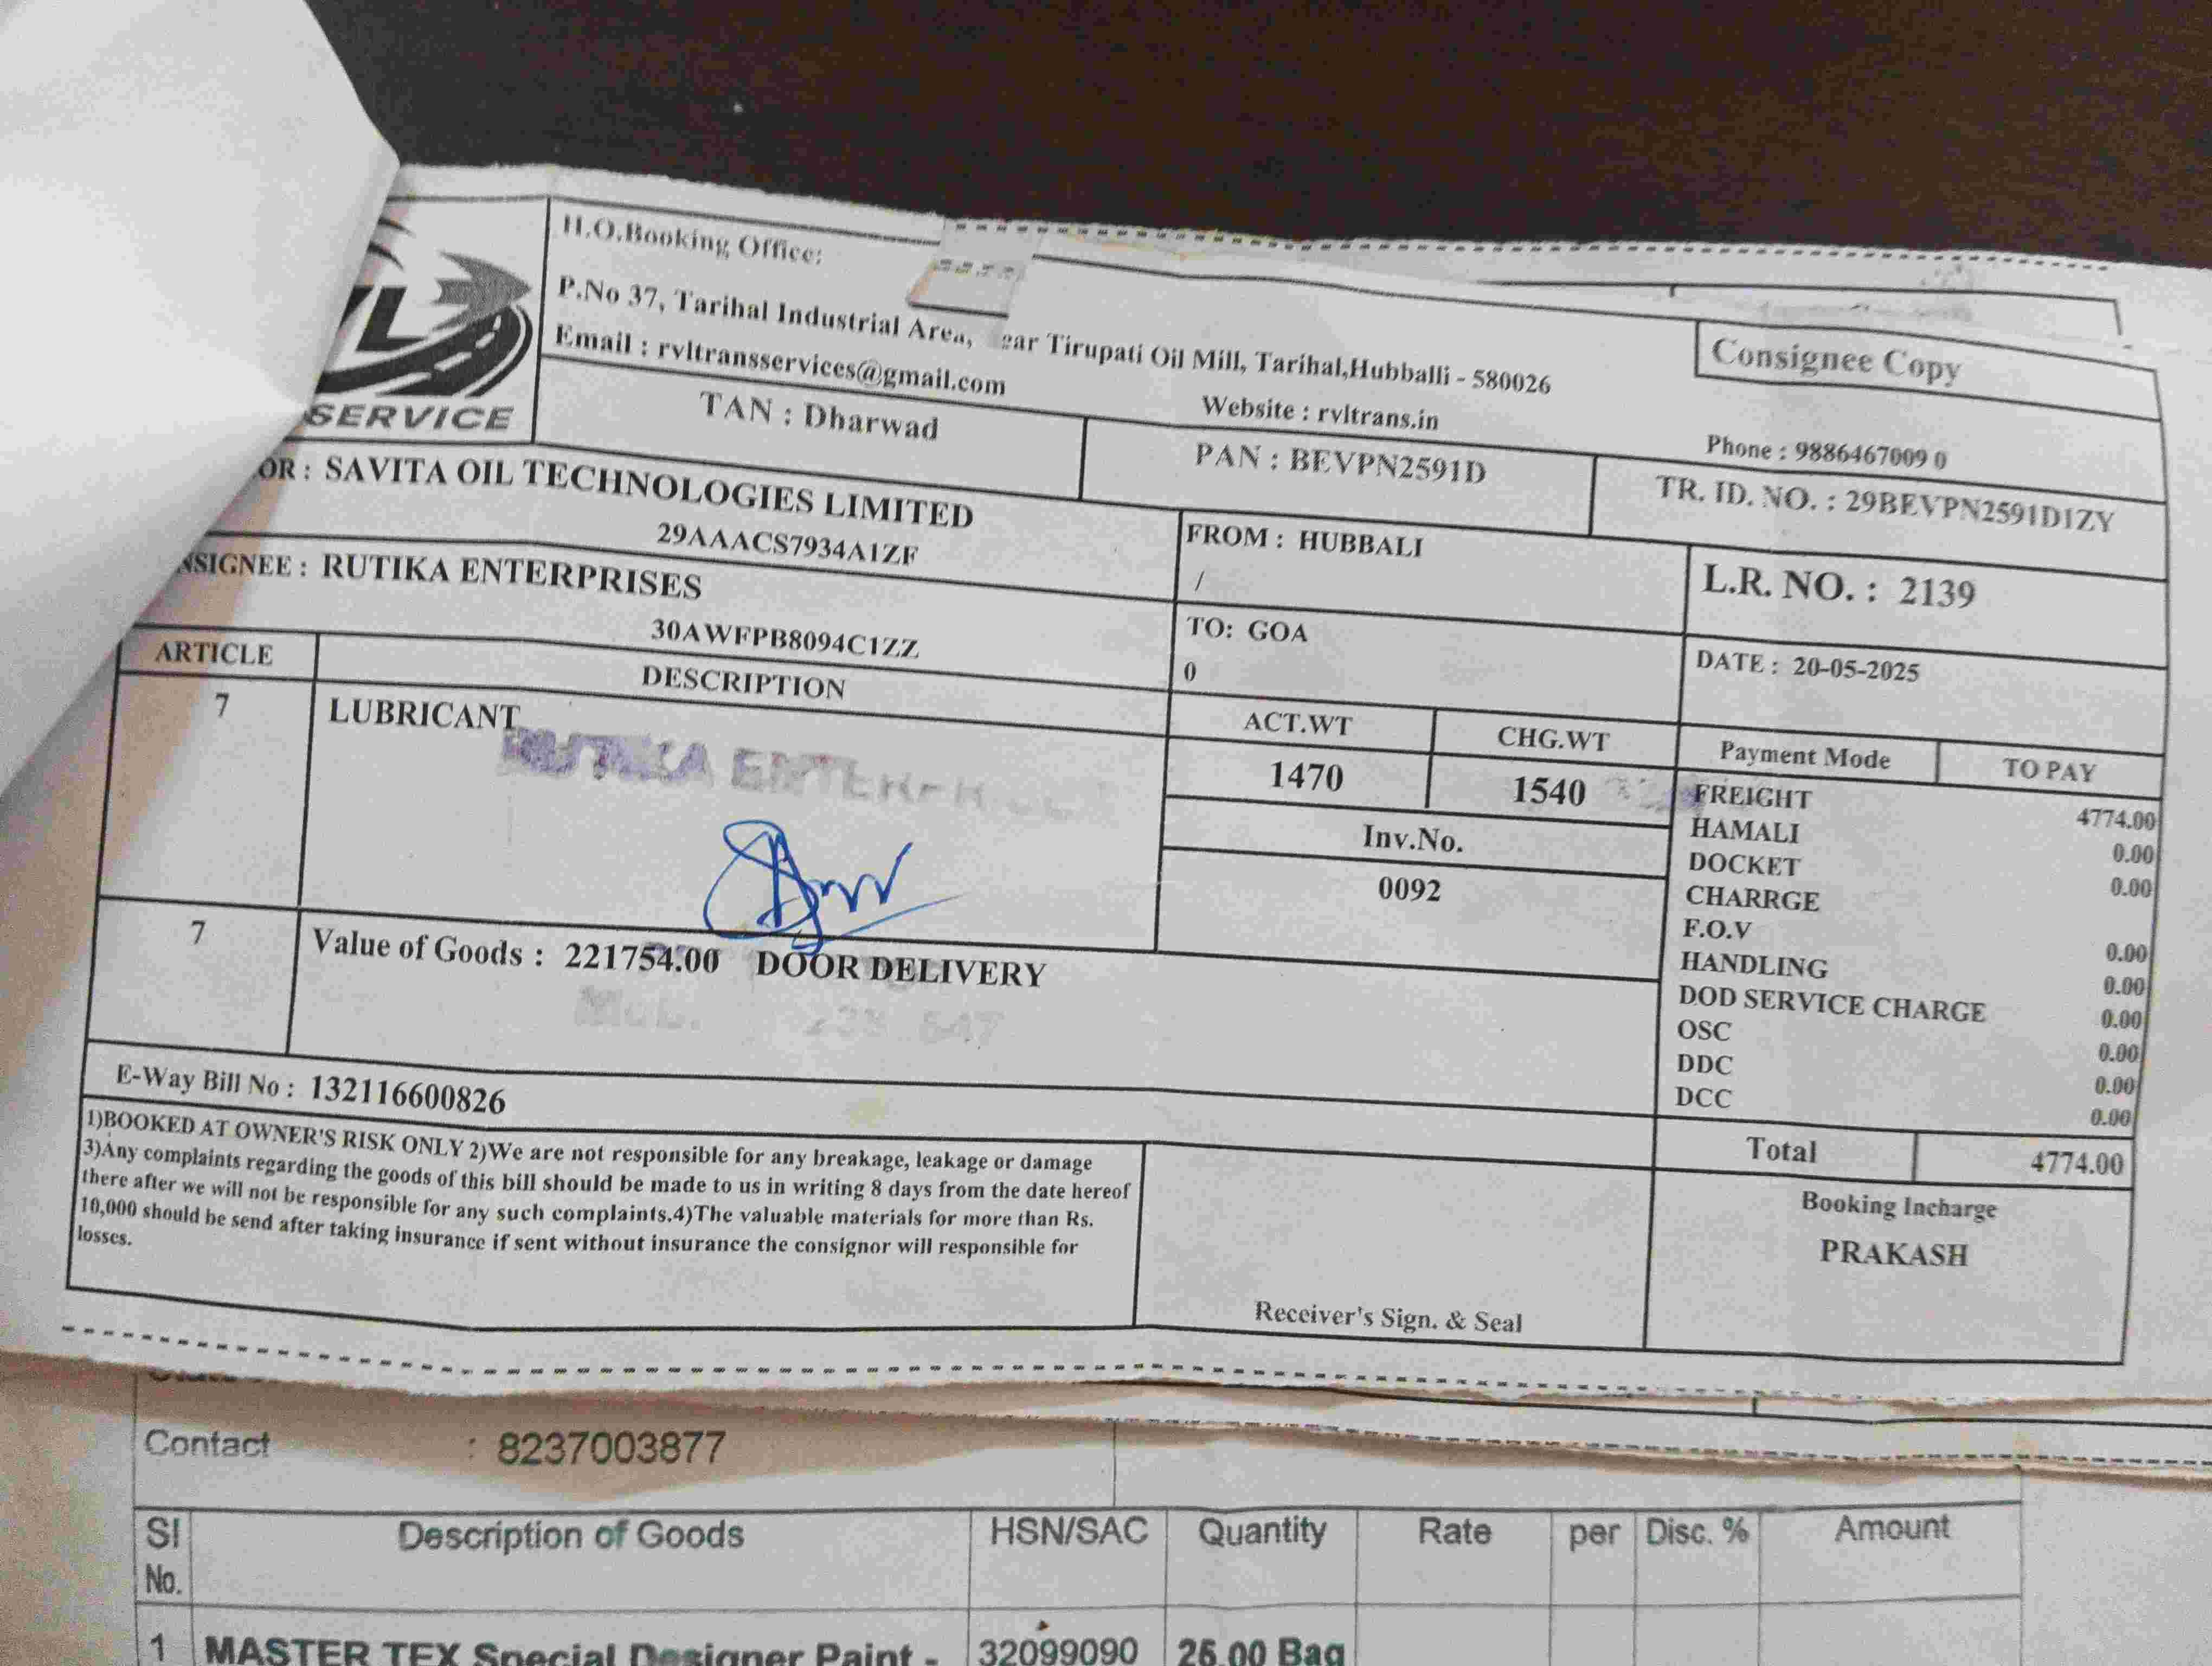 H.O.Booking Office:
P.No 37, Tarihal Industrial Area, ear Tirupati Oil Mill, Tarihal,Hubballi - 580026
Consignee Copy
Email : rvltransservices@gmail.com Website : rvltrans.in Phone : 9886467009 0
VL
SERVICE
TAN : Dharwad PAN : BEVPN2591D TR. ID. NO. : 29BEVPN2591D1ZY
OR : SAVITA OIL TECHNOLOGIES LIMITED
29AAACS7934A1ZF
FROM : HUBBALI
/
L.R. NO. : 2139
NSIGNEE : RUTIKA ENTERPRISES
30AWFPB8094C1ZZ
TO: GOA
0
DATE : 20-05-2025
ARTICLE DESCRIPTION ACT.WT CHG.WT Payment Mode TO PAY
7 LUBRICANT 1470 1540
RUTIKA
Inv.No.
0092
FREIGHT 4774.00
HAMALI 0.00
DOCKET 0.00
CHARRGE
F.O.V 0.00
HANDLING 0.00
DOD SERVICE CHARGE 0.00
OSC 0.00
DDC 0.00
DCC 0.00
7 Value of Goods : 221754.00 DOOR DELIVERY
Mob.
E-Way Bill No : 132116600826
Total 4774.00
1)BOOKED AT OWNER'S RISK ONLY 2)We are not responsible for any breakage, leakage or damage
3)Any complaints regarding the goods of this bill should be made to us in writing 8 days from the date hereof
there after we will not be responsible for any such complaints.4)The valuable materials for more than Rs.
10,000 should be send after taking insurance if sent without insurance the consignor will responsible for
losses.
Receiver's Sign. & Seal
Booking Incharge
PRAKASH
Contact : 8237003877
Sl No. Description of Goods HSN/SAC Quantity Rate per Disc. % Amount
1 MASTER TEX Special Designer Paint - 32099090 25.00 Bag